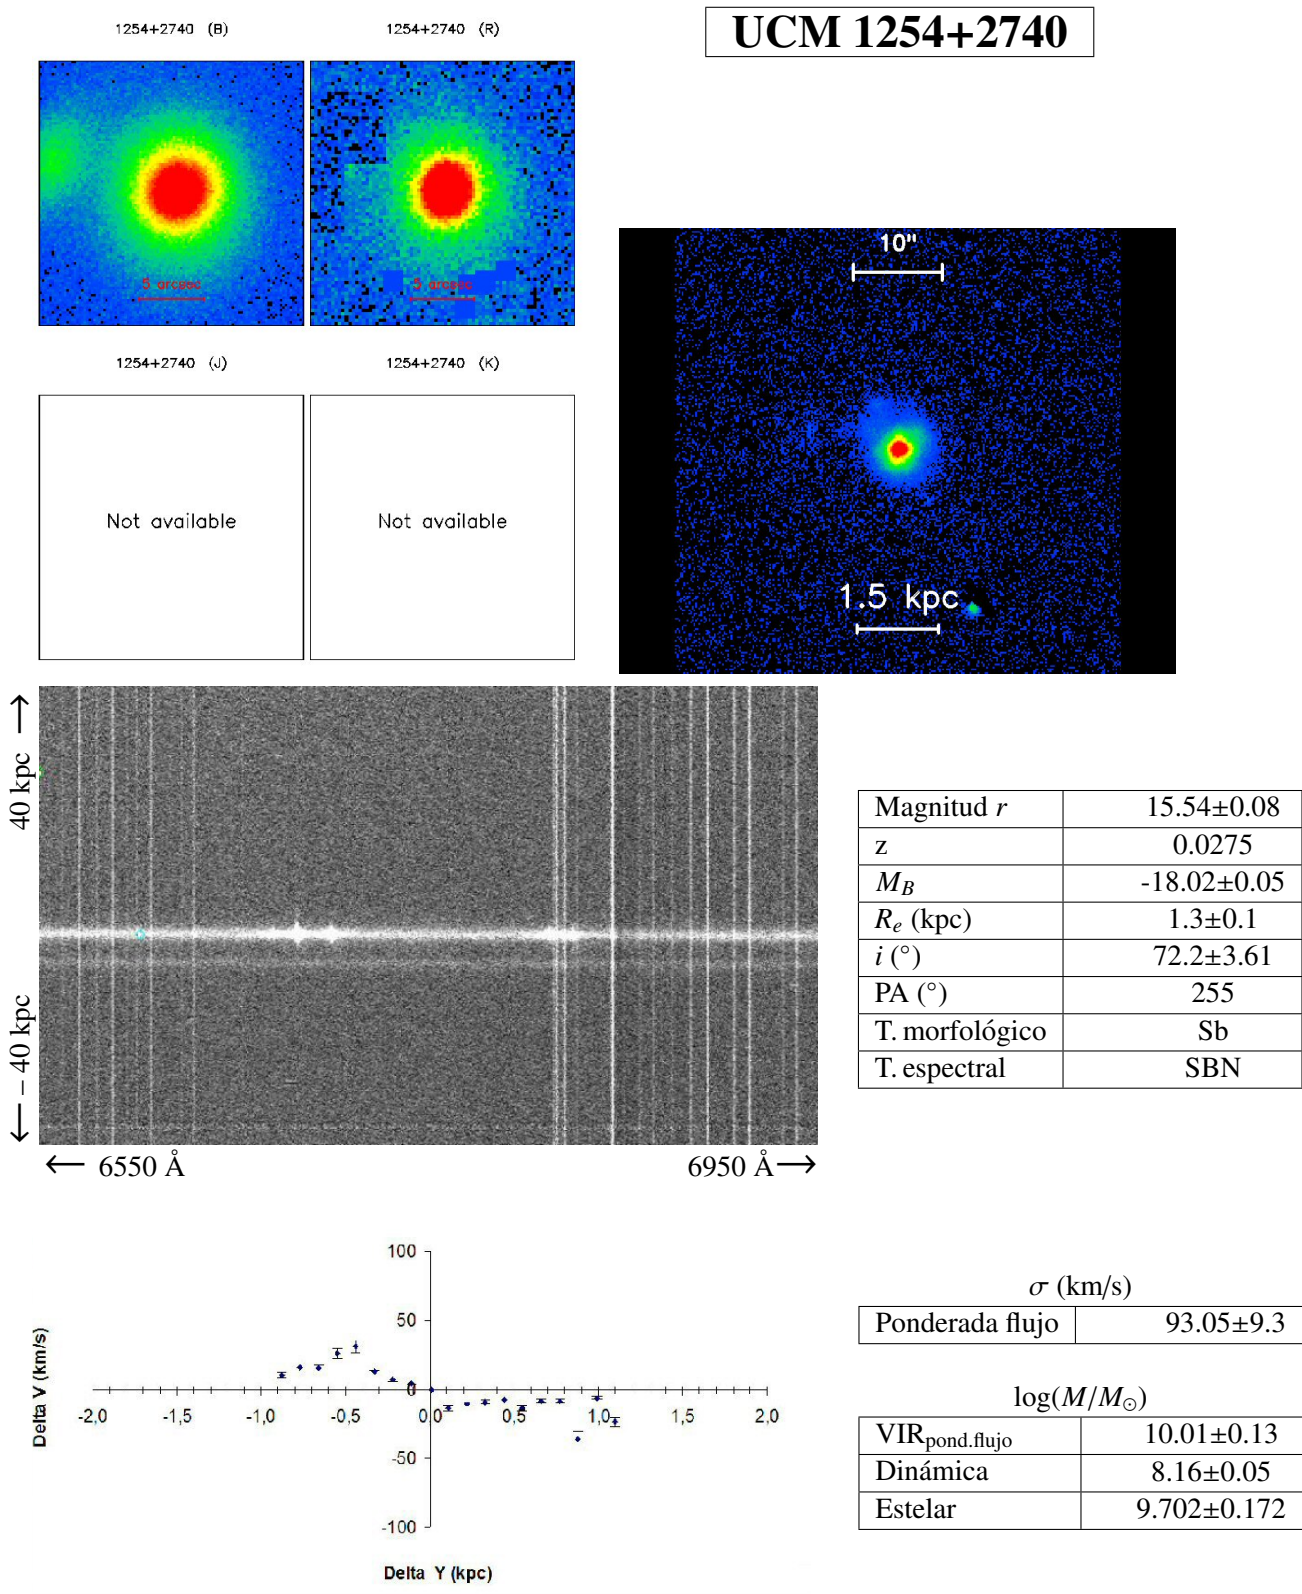 UCM 1254+2740
1254+2740 (B)
1254+2740 (R)
5 arcsec
5 arcsec
1254+2740 (J)
1254+2740 (K)
Not available
Not available
10"
1.5 kpc
← – 40 kpc
40 kpc →
← 6550 Å
6950 Å →
Magnitud r 15.54±0.08
z 0.0275
M_B -18.02±0.05
R_e (kpc) 1.3±0.1
i (°) 72.2±3.61
PA (°) 255
T. morfológico Sb
T. espectral SBN
Delta V (km/s)
100
50
0
-50
-100
-2,0 -1,5 -1,0 -0,5 0,0 0,5 1,0 1,5 2,0
Delta Y (kpc)
σ (km/s)
Ponderada flujo 93.05±9.3
log(M/M☉)
VIR_pond.flujo 10.01±0.13
Dinámica 8.16±0.05
Estelar 9.702±0.172